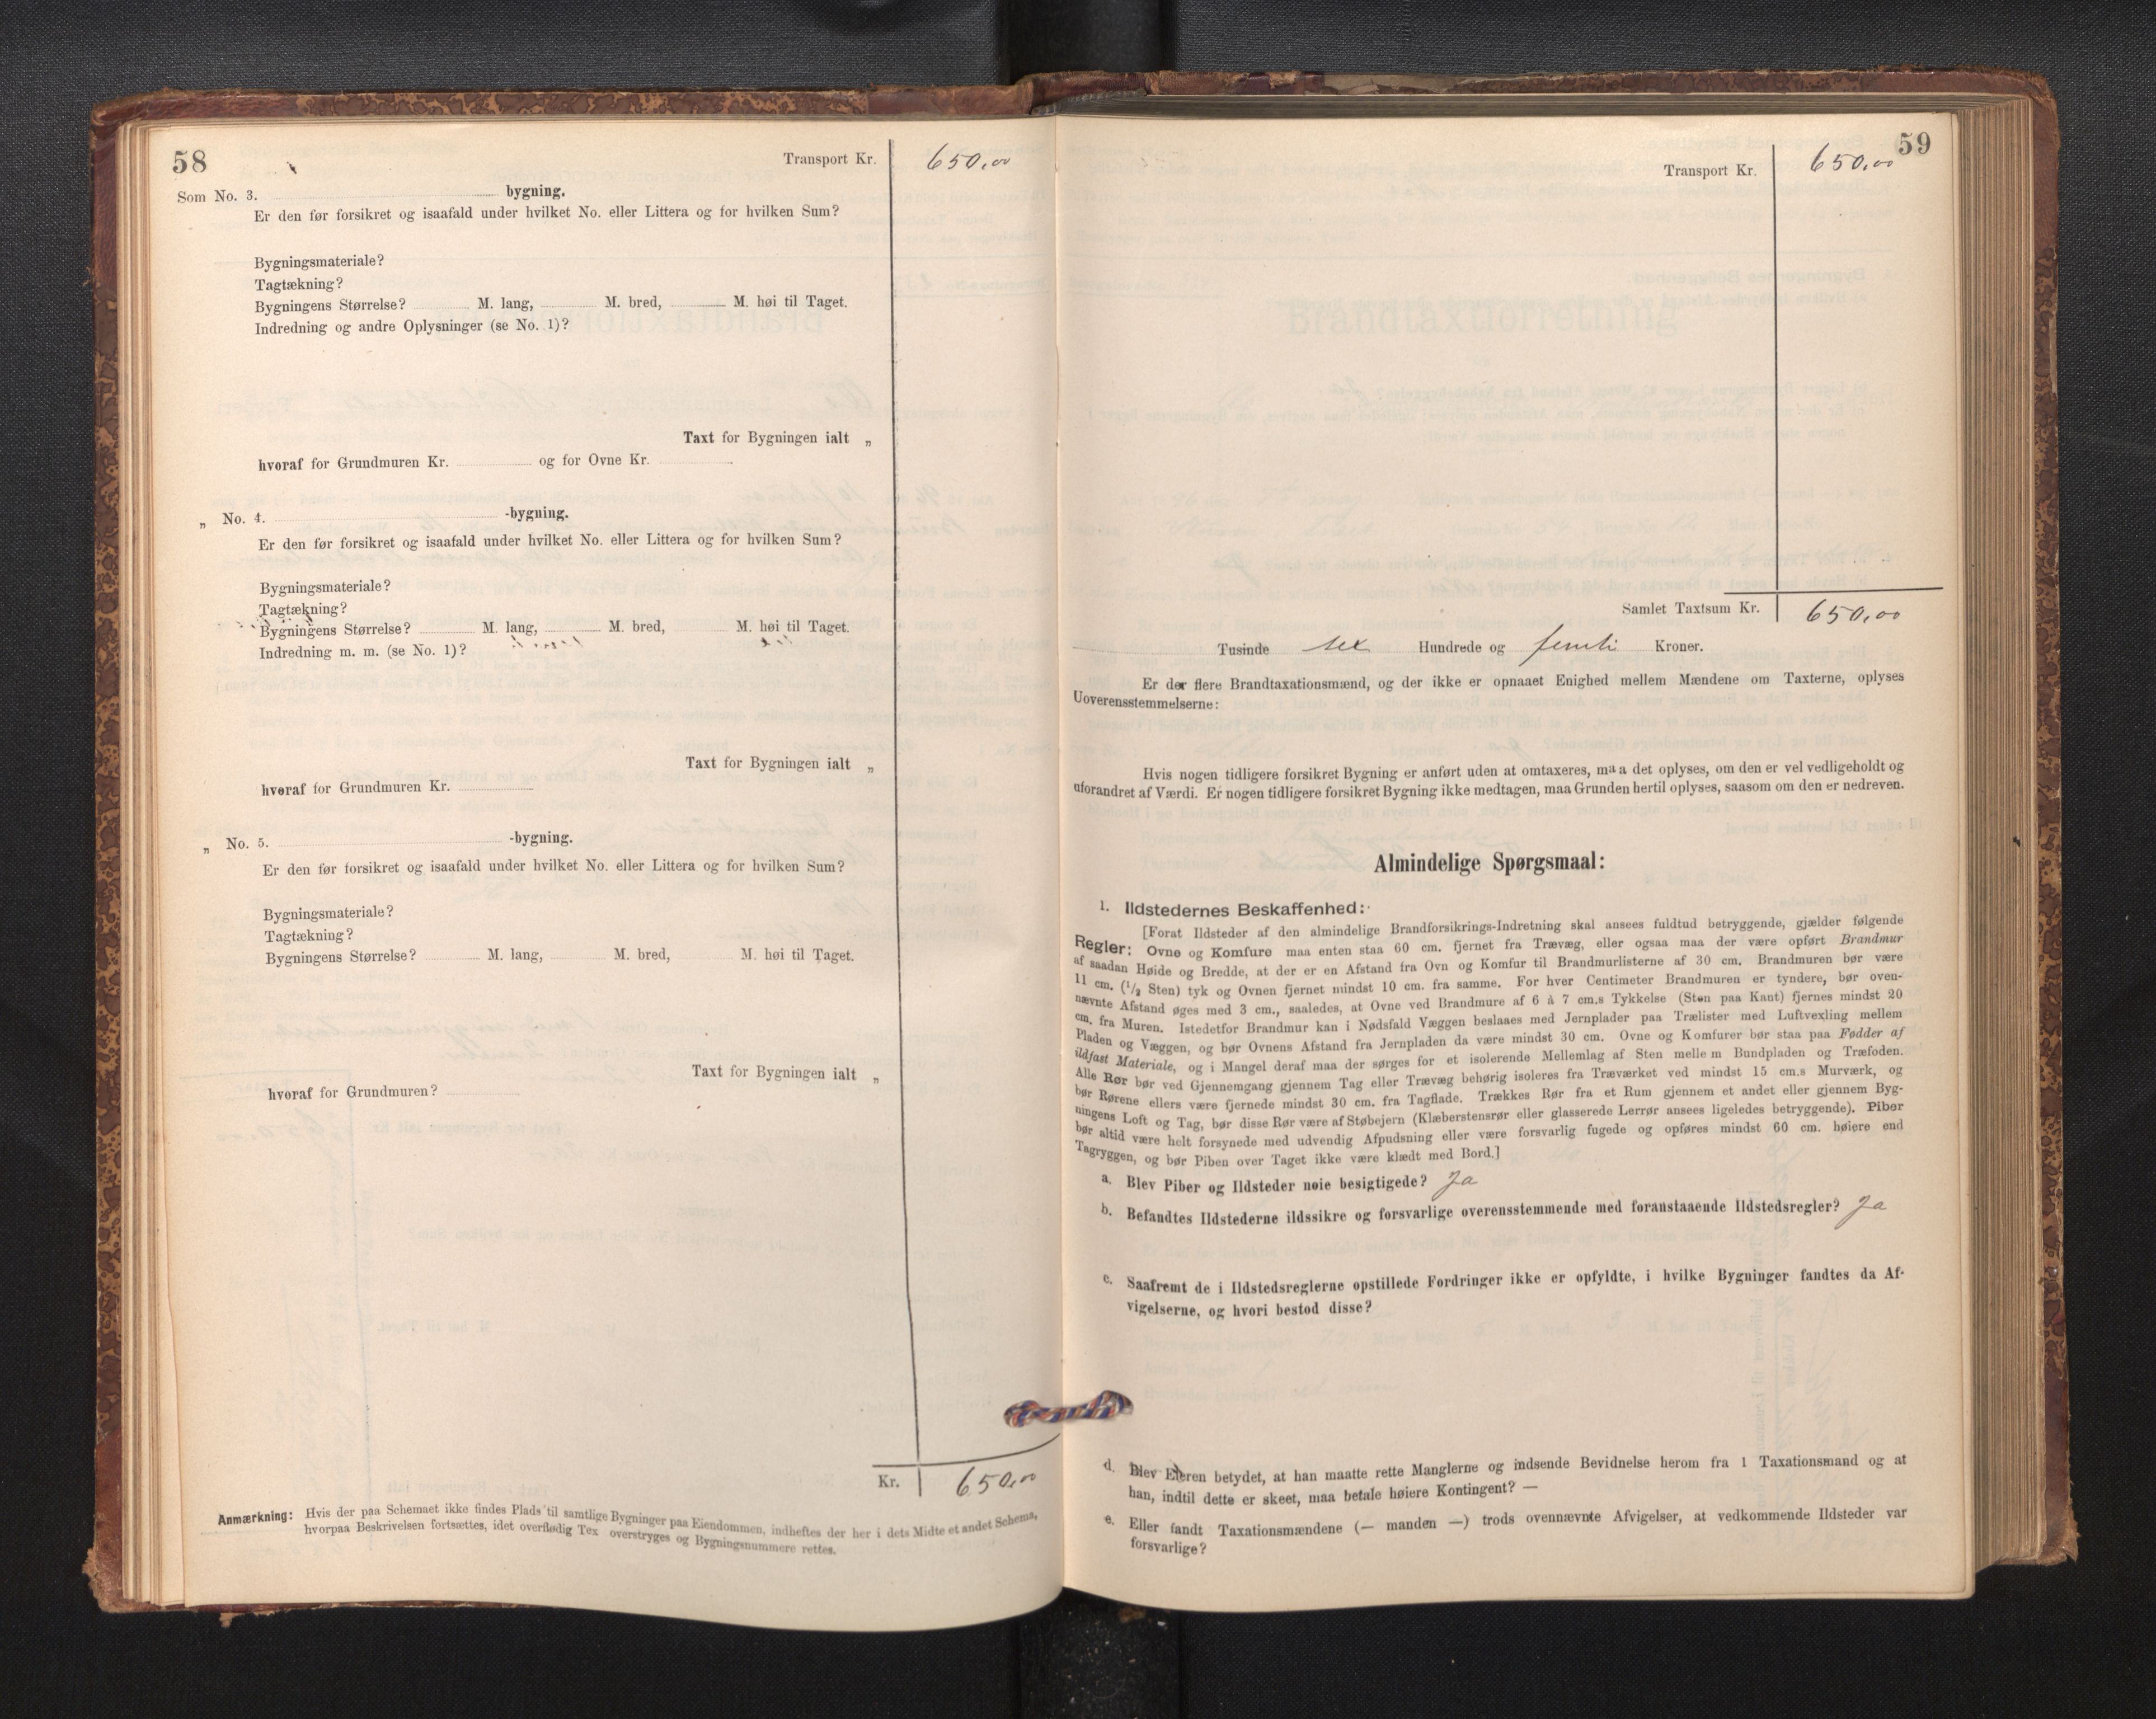 58
Transport Kr. 650,00
Som No. 3. bygning.
Er den før forsikret og isaafald under hvilket No. eller Littera og for hvilken Sum?
Bygningsmateriale?
Tagtækning?
Bygningens Størrelse? M. lang, M. bred, M. høi til Taget.
Indredning og andre Oplysninger (se No. 1)?
Taxt for Bygningen ialt „
hvoraf for Grundmuren Kr. og for Ovne Kr.
„ No. 4. -bygning.
Er den før forsikret og isaafald under hvilket No. eller Littera og for hvilken Sum?
Bygningsmateriale?
Tagtækning?
Bygningens Størrelse? M. lang, M. bred, M. høi til Taget.
Indredning m. m. (se No. 1)?
Taxt for Bygningen ialt „
hvoraf for Grundmuren Kr.
„ No. 5. -bygning.
Er den før forsikret og isaafald under hvilket No. eller Littera og for hvilken Sum?
Bygningsmateriale?
Tagtækning?
Bygningens Størrelse? M. lang, M. bred, M. høi til Taget.
Taxt for Bygningen ialt „
hvoraf for Grundmuren?
Kr. 650,00
Anmærkning: Hvis der paa Schemaet ikke findes Plads til samtlige Bygninger paa Eiendommen, indheftes der her i dets Midte et andet Schema,
hvorpaa Beskrivelsen fortsættes, idet overflødig Tex overstryges og Bygningsnummere rettes.
59
Transport Kr. 650,00
Samlet Taxtsum Kr. 650,00
Tusinde sex Hundrede og femti Kroner.
Er der flere Brandtaxationsmænd, og der ikke er opnaaet Enighed mellem Mændene om Taxterne, oplyses
Uoverensstemmelserne:
Hvis nogen tidligere forsikret Bygning er anført uden at omtaxeres, maa det oplyses, om den er vel vedligeholdt og
uforandret af Værdi. Er nogen tidligere forsikret Bygning ikke medtagen, maa Grunden hertil oplyses, saasom om den er nedreven.
Almindelige Spørgsmaal:
1. Ildstedernes Beskaffenhed:
[Forat Ildsteder af den almindelige Brandforsikrings-Indretning skal ansees fuldtud betryggende, gjælder følgende
Regler: Ovne og Komfure maa enten staa 60 cm. fjernet fra Trævæg, eller ogsaa maa der være opført Brandmur
af saadan Høide og Bredde, at der er en Afstand fra Ovn og Komfur til Brandmurlisterne af 30 cm. Brandmuren bør være
11 cm. (1/2 Sten) tyk og Ovnen fjernet mindst 10 cm. fra samme. For hver Centimeter Brandmuren er tyndere, bør oven-
nævnte Afstand øges med 3 cm., saaledes, at Ovne ved Brandmure af 6 à 7 cm.s Tykkelse (Sten paa Kant) fjernes mindst 20
cm. fra Muren. Istedetfor Brandmur kan i Nødsfald Væggen beslaaes med Jernplader paa Trælister med Luftvexling mellem
Pladen og Væggen, og bør Ovnens Afstand fra Jernpladen da være mindst 30 cm. Ovne og Komfurer bør staa paa Fødder af
ildfast Materiale, og i Mangel deraf maa der sørges for et isolerende Mellemlag af Sten mellem Bundpladen og Træfoden.
Alle Rør bør ved Gjennemgang gjennem Tag eller Trævæg behørig isoleres fra Træværket ved mindst 15 cm.s Murværk, og
bør Rørene ellers være fjernede mindst 30 cm. fra Tagflade. Trækkes Rør fra et Rum gjennem et andet eller gjennem Byg-
ningens Loft og Tag, bør disse Rør være af Støbejern (Klæberstensrør eller glasserede Lerrør ansees ligeledes betryggende). Piber
bør altid være helt forsynede med udvendig Afpudsning eller være forsvarlig fugede og opføres mindst 60 cm. høiere end
Tagryggen, og bør Piben over Taget ikke være klædt med Bord.]
a. Blev Piber og Ildsteder nøie besigtigede? Ja
b. Befandtes Ildstederne ildssikre og forsvarlige overensstemmende med foranstaaende Ildstedsregler? Ja
c. Saafremt de i Ildstedsreglerne opstillede Fordringer ikke er opfyldte, i hvilke Bygninger fandtes da Af-
vigelserne, og hvori bestod disse?
d. Blev Eieren betydet, at han maatte rette Manglerne og indsende Bevidnelse herom fra 1 Taxationsmand og at
han, indtil dette er skeet, maa betale høiere Kontingent? —
e. Eller fandt Taxationsmændene (— manden —) trods ovennævnte Afvigelser, at vedkommende Ildsteder var
forsvarlige?